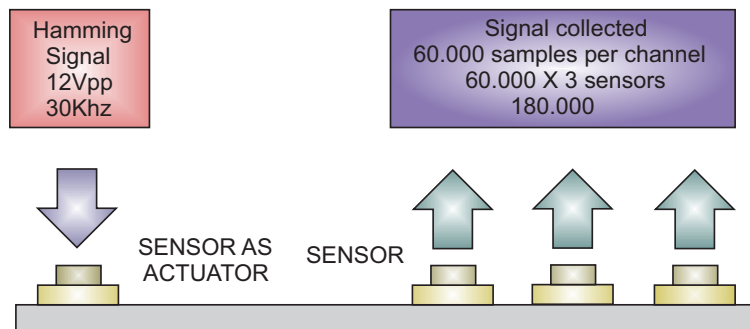 Hamming
Signal
12Vpp
30Khz
Signal collected
60.000 samples per channel
60.000 X 3 sensors
180.000
SENSOR AS
ACTUATOR
SENSOR